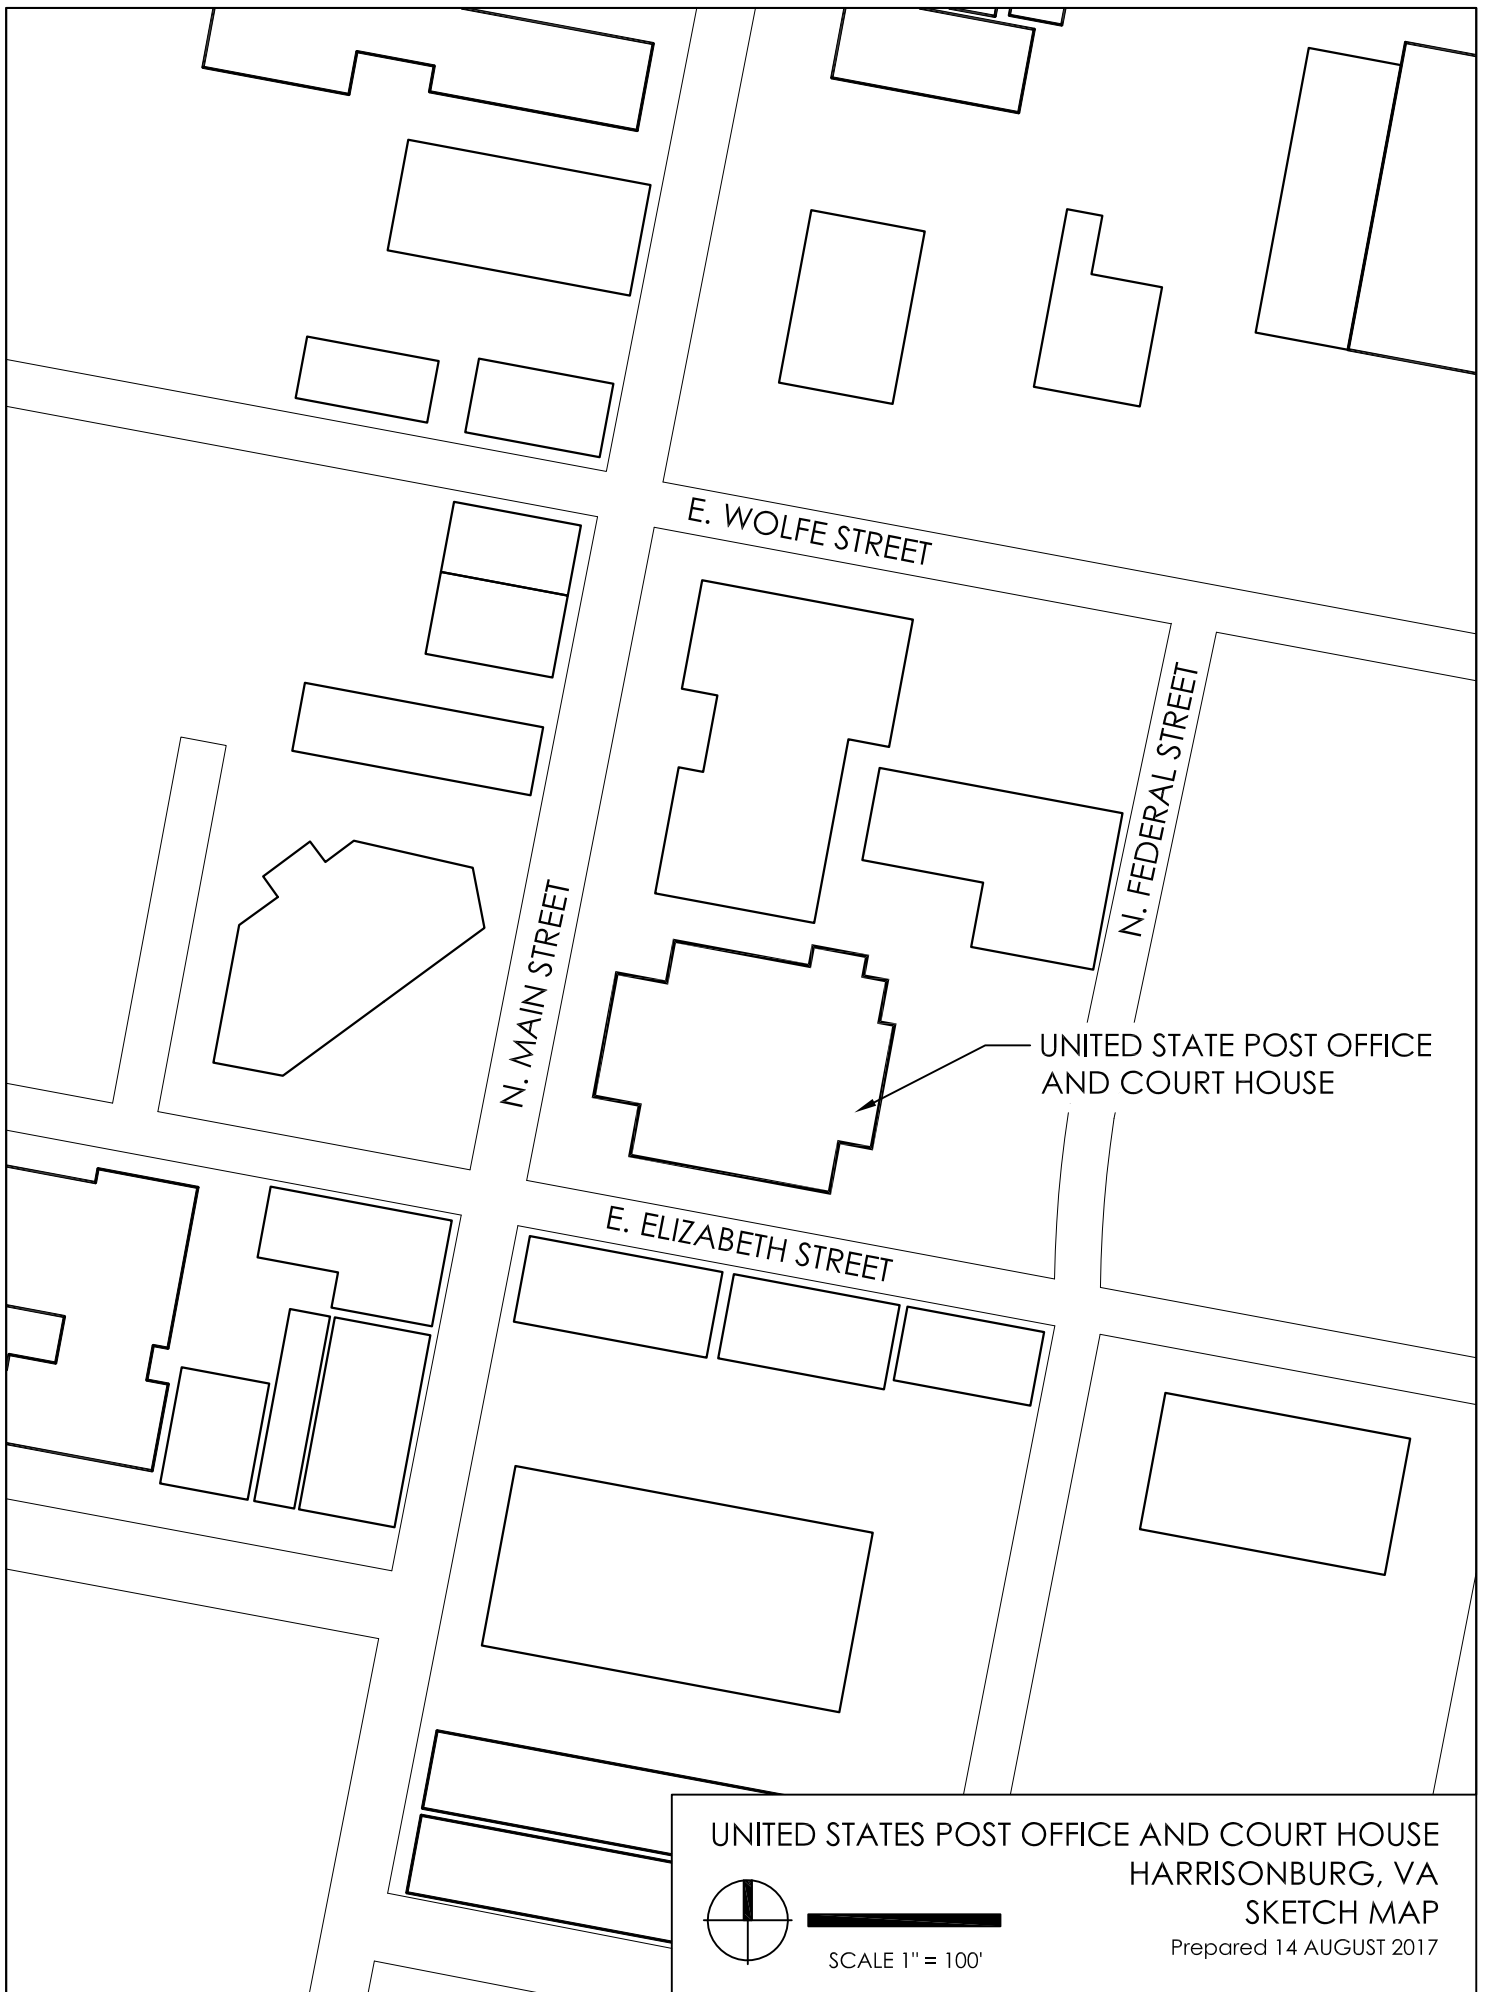 E. WOLFE STREET
N. FEDERAL STREET
N. MAIN STREET
UNITED STATE POST OFFICE
AND COURT HOUSE
E. ELIZABETH STREET
UNITED STATES POST OFFICE AND COURT HOUSE
HARRISONBURG, VA
SKETCH MAP
Prepared 14 AUGUST 2017
SCALE 1" = 100'